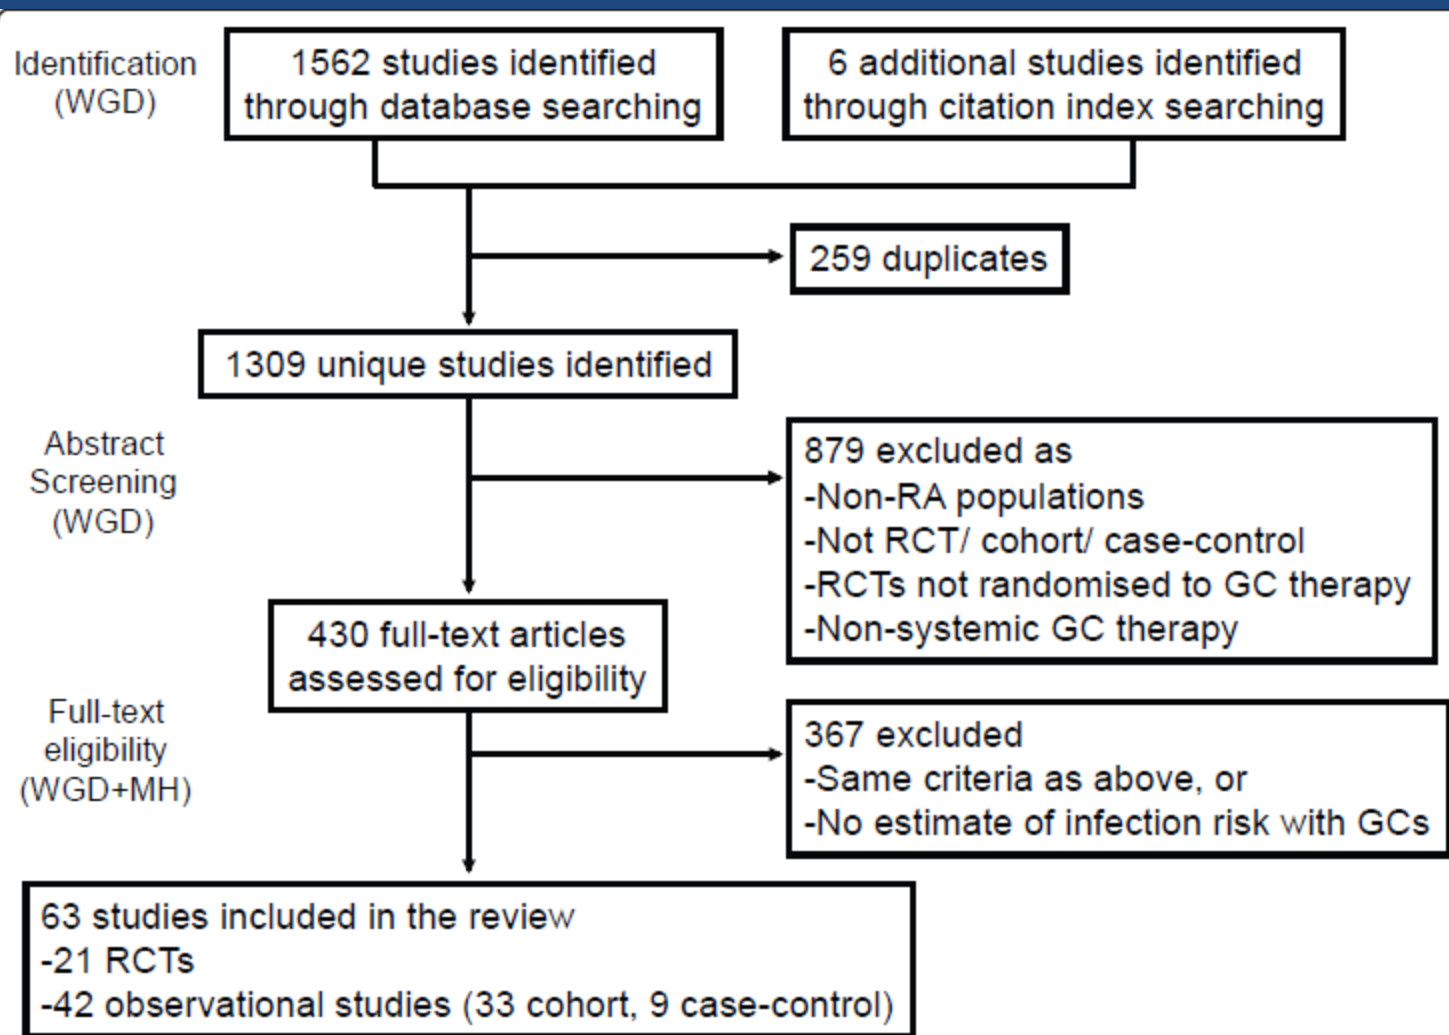 Identification
(WGD)
1562 studies identified
through database searching
6 additional studies identified
through citation index searching
259 duplicates
1309 unique studies identified
Abstract
Screening
(WGD)
879 excluded as
-Non-RA populations
-Not RCT/ cohort/ case-control
-RCTs not randomised to GC therapy
-Non-systemic GC therapy
430 full-text articles
assessed for eligibility
Full-text
eligibility
(WGD+MH)
367 excluded
-Same criteria as above, or
-No estimate of infection risk with GCs
63 studies included in the review
-21 RCTs
-42 observational studies (33 cohort, 9 case-control)